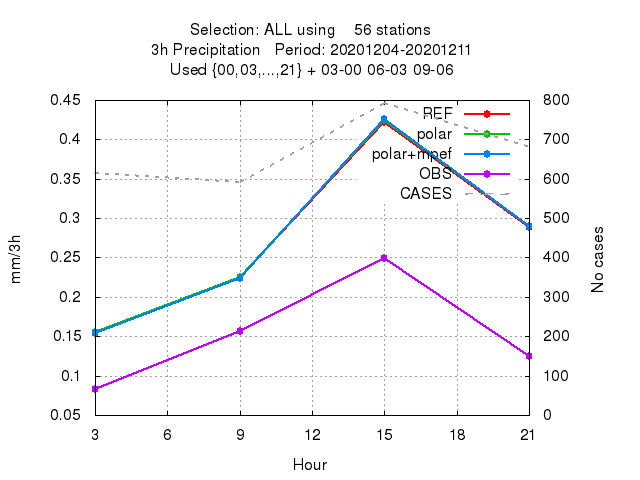 Selection: ALL using 56 stations
3h Precipitation Period: 20201204-20201211
Used {00,03,...,21} + 03-00 06-03 09-06
0.45
0.4
0.35
0.3
0.25
0.2
0.15
0.1
0.05
mm/3h
REF
polar
polar+mpef
OBS
CASES
800
700
600
500
400
300
200
100
0
No cases
3 6 9 12 15 18 21
Hour